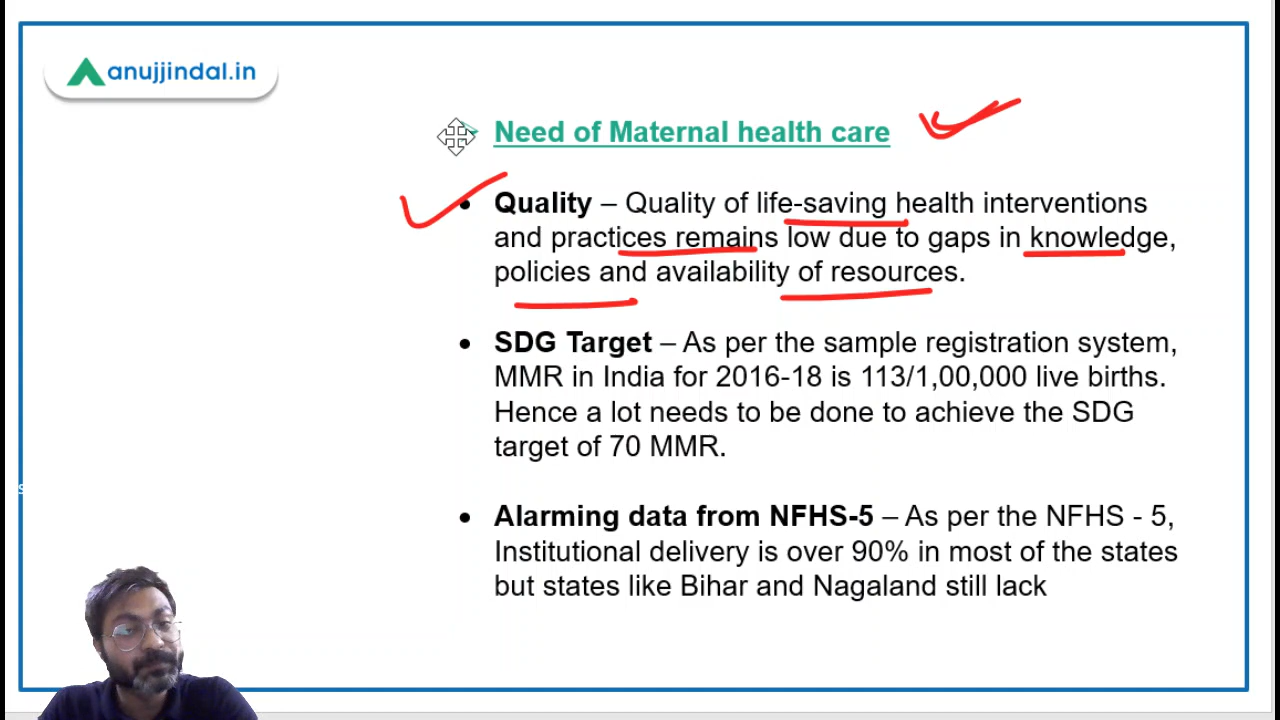 anujjindal.in
Need of Maternal health care
• Quality – Quality of life-saving health interventions
and practices remains low due to gaps in knowledge,
policies and availability of resources.
• SDG Target – As per the sample registration system,
MMR in India for 2016-18 is 113/1,00,000 live births.
Hence a lot needs to be done to achieve the SDG
target of 70 MMR.
• Alarming data from NFHS-5 – As per the NFHS - 5,
Institutional delivery is over 90% in most of the states
but states like Bihar and Nagaland still lack